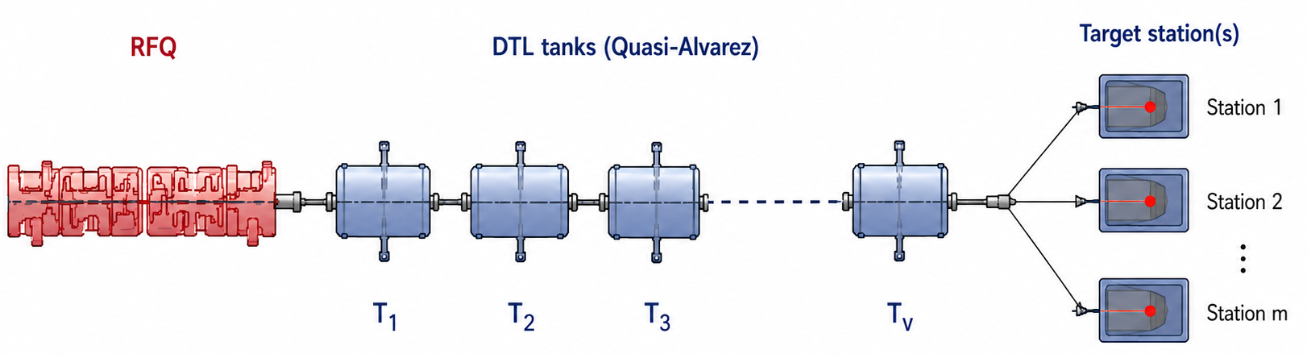 RFQ
DTL tanks (Quasi-Alvarez)
Target station(s)
Station 1
Station 2
⋮
Station m
T₁
T₂
T₃
Tᵥ